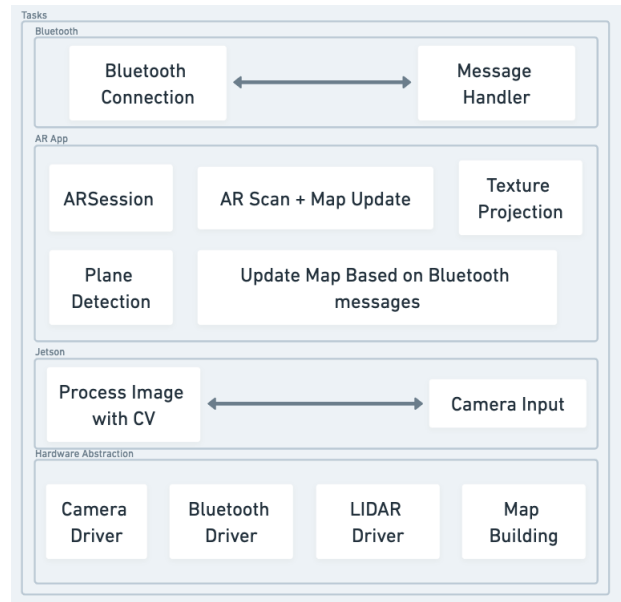 Tasks
Bluetooth
Bluetooth
Connection
Message
Handler
AR App
ARSession
AR Scan + Map Update
Texture
Projection
Plane
Detection
Update Map Based on Bluetooth
messages
Jetson
Process Image
with CV
Camera Input
Hardware Abstraction
Camera
Driver
Bluetooth
Driver
LIDAR
Driver
Map
Building